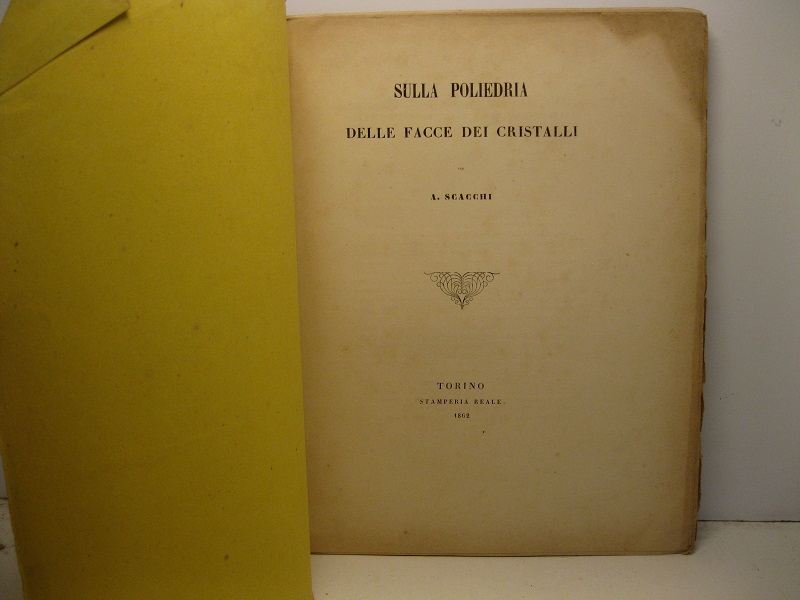 SULLA POLIEDRIA
DELLE FACCE DEI CRISTALLI
A. SCACCHI
TORINO
STAMPERIA REALE.
1862